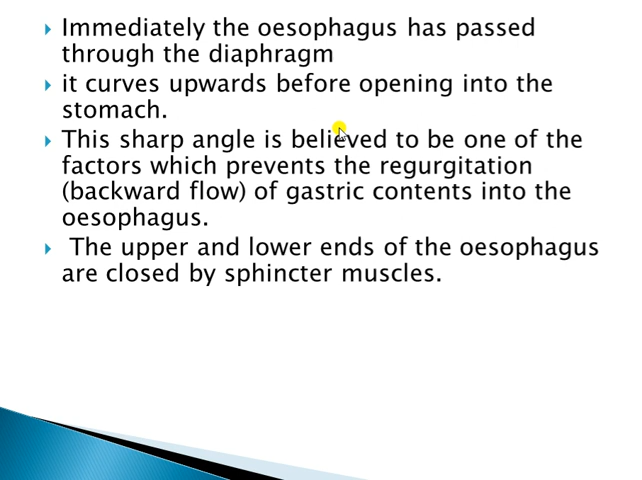 Immediately the oesophagus has passed
through the diaphragm
it curves upwards before opening into the
stomach.
This sharp angle is believed to be one of the
factors which prevents the regurgitation
(backward flow) of gastric contents into the
oesophagus.
The upper and lower ends of the oesophagus
are closed by sphincter muscles.